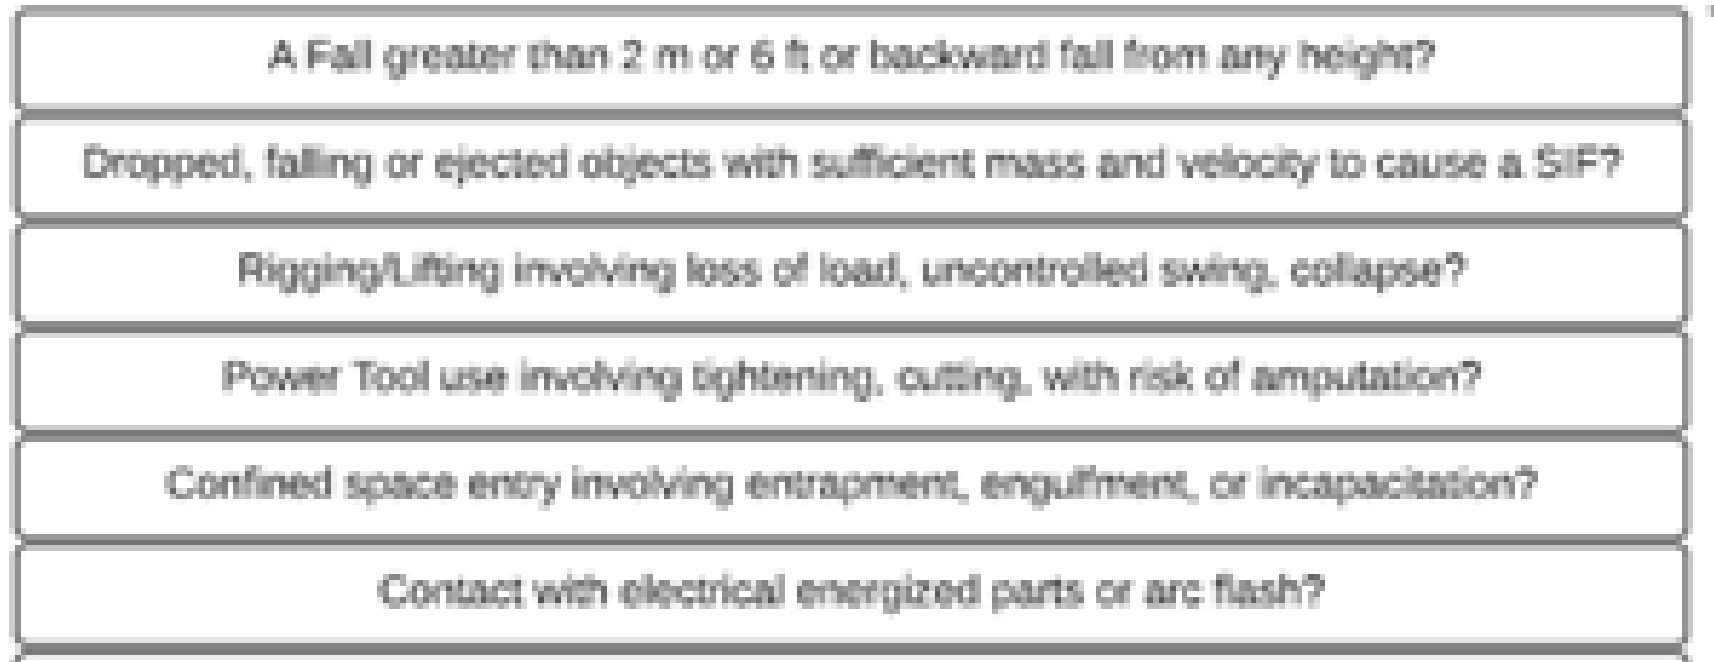 A Fall greater than 2 m or 6 ft or backward fall from any height?
Dropped, falling or ejected objects with sufficient mass and velocity to cause a SIF?
Rigging/Lifting involving loss of load, uncontrolled swing, collapse?
Power Tool use involving tightening, cutting, with risk of amputation?
Confined space entry involving entrapment, engulfment, or incapacitation?
Contact with electrical energized parts or arc flash?